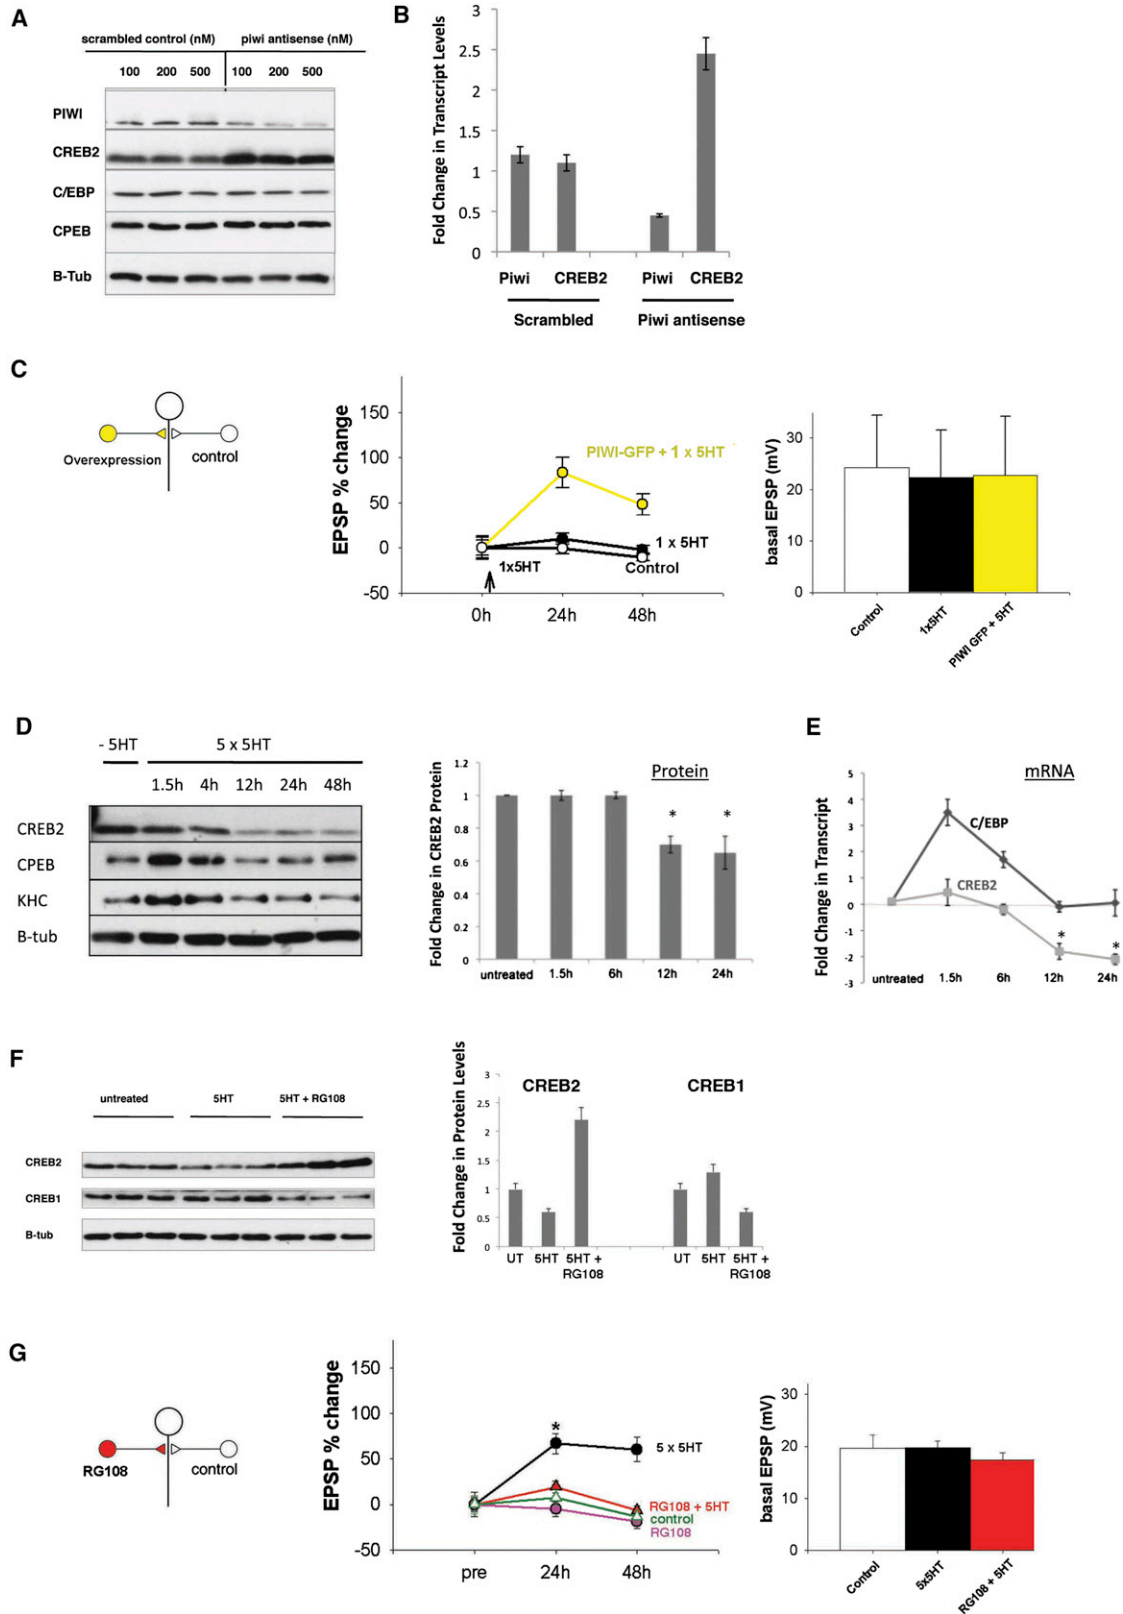 A
scrambled control (nM) piwi antisense (nM)
100 200 500 100 200 500
PIWI
CREB2
C/EBP
CPEB
B-Tub
B
Fold Change in Transcript Levels
3
2.5
2
1.5
1
0.5
0
Piwi CREB2 Piwi CREB2
Scrambled Piwi antisense
C
Overexpression control
EPSP % change
150
100
50
0
-50
PIWI-GFP + 1 x 5HT
1 x 5HT
Control
1x5HT
0h 24h 48h
basal EPSP (mV)
30
20
10
0
Control 1x5HT PIWI GFP + 5HT
D
- 5HT 5 x 5HT
1.5h 4h 12h 24h 48h
CREB2
CPEB
KHC
B-tub
Fold Change in CREB2 Protein
Protein
1.2
1
0.8
0.6
0.4
0.2
0
* *
untreated 1.5h 6h 12h 24h
E
Fold Change in Transcript
mRNA
5
4
3
2
1
0
-1
-2
-3
C/EBP
CREB2
* *
untreated 1.5h 6h 12h 24h
F
untreated 5HT 5HT + RG108
CREB2
CREB1
B-tub
Fold Change in Protein Levels
3
2.5
2
1.5
1
0.5
0
CREB2 CREB1
UT 5HT 5HT + RG108 UT 5HT 5HT + RG108
G
RG108 control
EPSP % change
150
100
50
0
-50
*
5 x 5HT
RG108 + 5HT
control
RG108
pre 24h 48h
basal EPSP (mV)
30
20
10
0
Control 5x5HT RG108 + 5HT